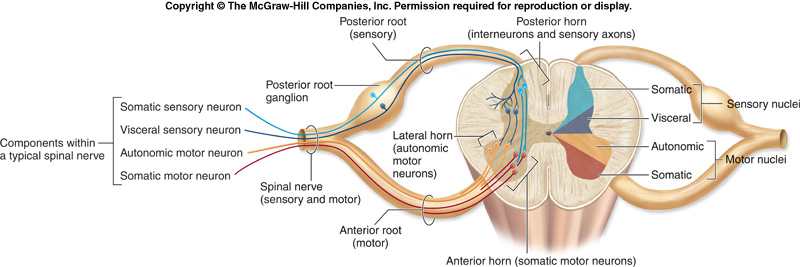 Copyright © The McGraw-Hill Companies, Inc. Permission required for reproduction or display.
Posterior root
(sensory)
Posterior horn
(interneurons and sensory axons)
Posterior root
ganglion
Somatic
Sensory nuclei
Visceral
Autonomic
Motor nuclei
Somatic
Components within
a typical spinal nerve
Somatic sensory neuron
Visceral sensory neuron
Autonomic motor neuron
Somatic motor neuron
Lateral horn
(autonomic
motor
neurons)
Spinal nerve
(sensory and motor)
Anterior root
(motor)
Anterior horn (somatic motor neurons)